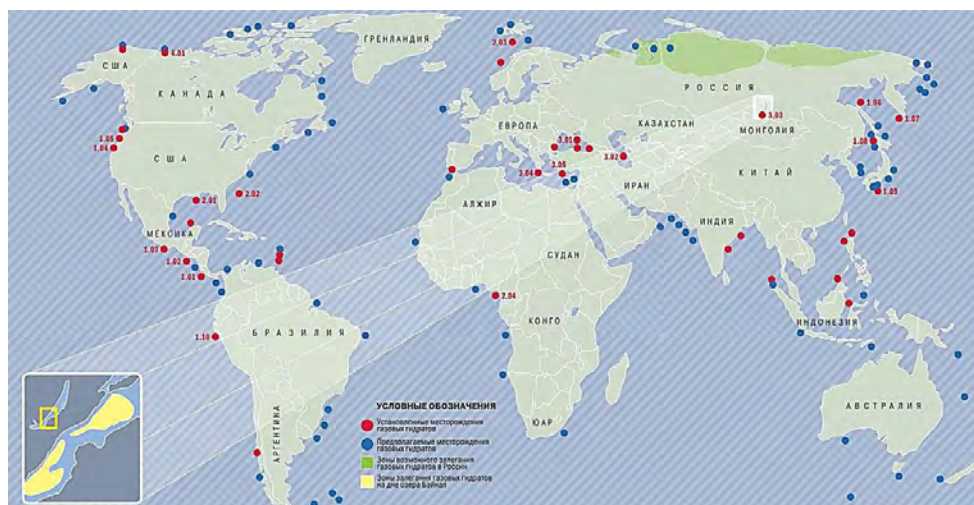 ГРЕНЛАНДИЯ
2.03
4.01
США
РОССИЯ
КАНАДА
1.06
3.03
1.07
ЕВРОПА
КАЗАХСТАН
МОНГОЛИЯ
3.01
1.04
США
3.02
1.08
3.05
3.04
КИТАЙ
ИРАН
1.05
2.01
2.02
АЛЖИР
ИНДИЯ
МЕКСИКА
1.03
СУДАН
1.02
1.01
2.04
КОНГО
ИНДОНЕЗИЯ
БРАЗИЛИЯ
1.10
АВСТРАЛИЯ
АРГЕНТИНА
ЮАР
УСЛОВНЫЕ ОБОЗНАЧЕНИЯ
Установленные месторождения
газовых гидратов
Предполагаемые месторождения
газовых гидратов
Зоны возможного залегания
газовых гидратов в России
Зоны залегания газовых гидратов
на дне озера Байкал